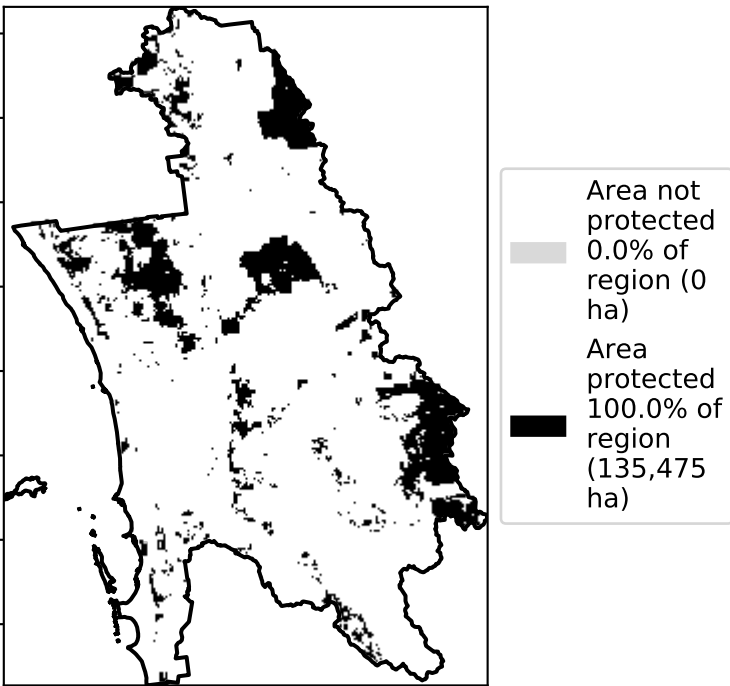 Area not
protected
0.0% of
region (0
ha)
Area
protected
100.0% of
region
(135,475
ha)